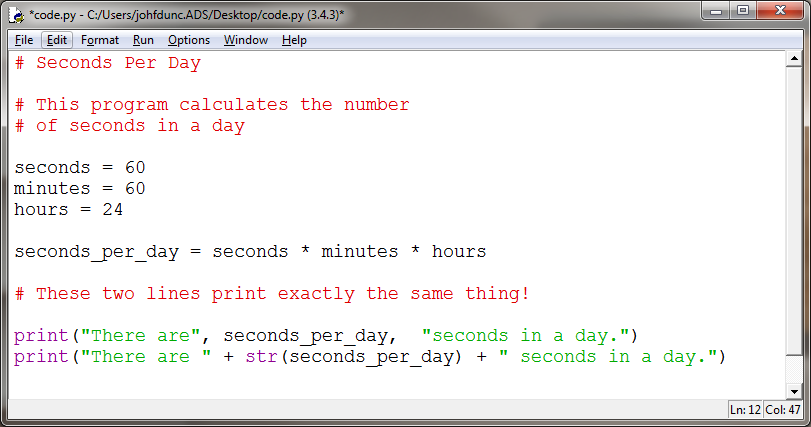 *code.py - C:/Users/johfdunc.ADS/Desktop/code.py (3.4.3)*
File Edit Format Run Options Window Help
# Seconds Per Day
# This program calculates the number
# of seconds in a day
seconds = 60
minutes = 60
hours = 24
seconds_per_day = seconds * minutes * hours
# These two lines print exactly the same thing!
print("There are", seconds_per_day,  "seconds in a day.")
print("There are " + str(seconds_per_day) + " seconds in a day.")
Ln: 12 Col: 47